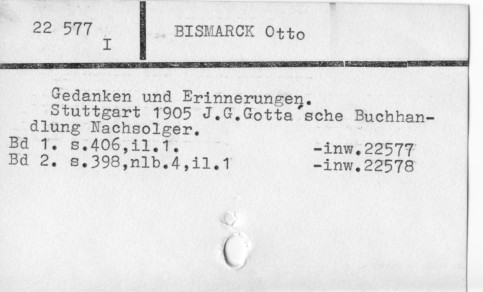 22 577
I
BISMARCK Otto
Gedanken und Erinnerungen.
Stuttgart 1905 J.G.Gotta'sche Buchhan-
dlung Nachsolger.
Bd 1. s.406,il.1. -inw.22577
Bd 2. s.398,nlb.4,il.1 -inw.22578